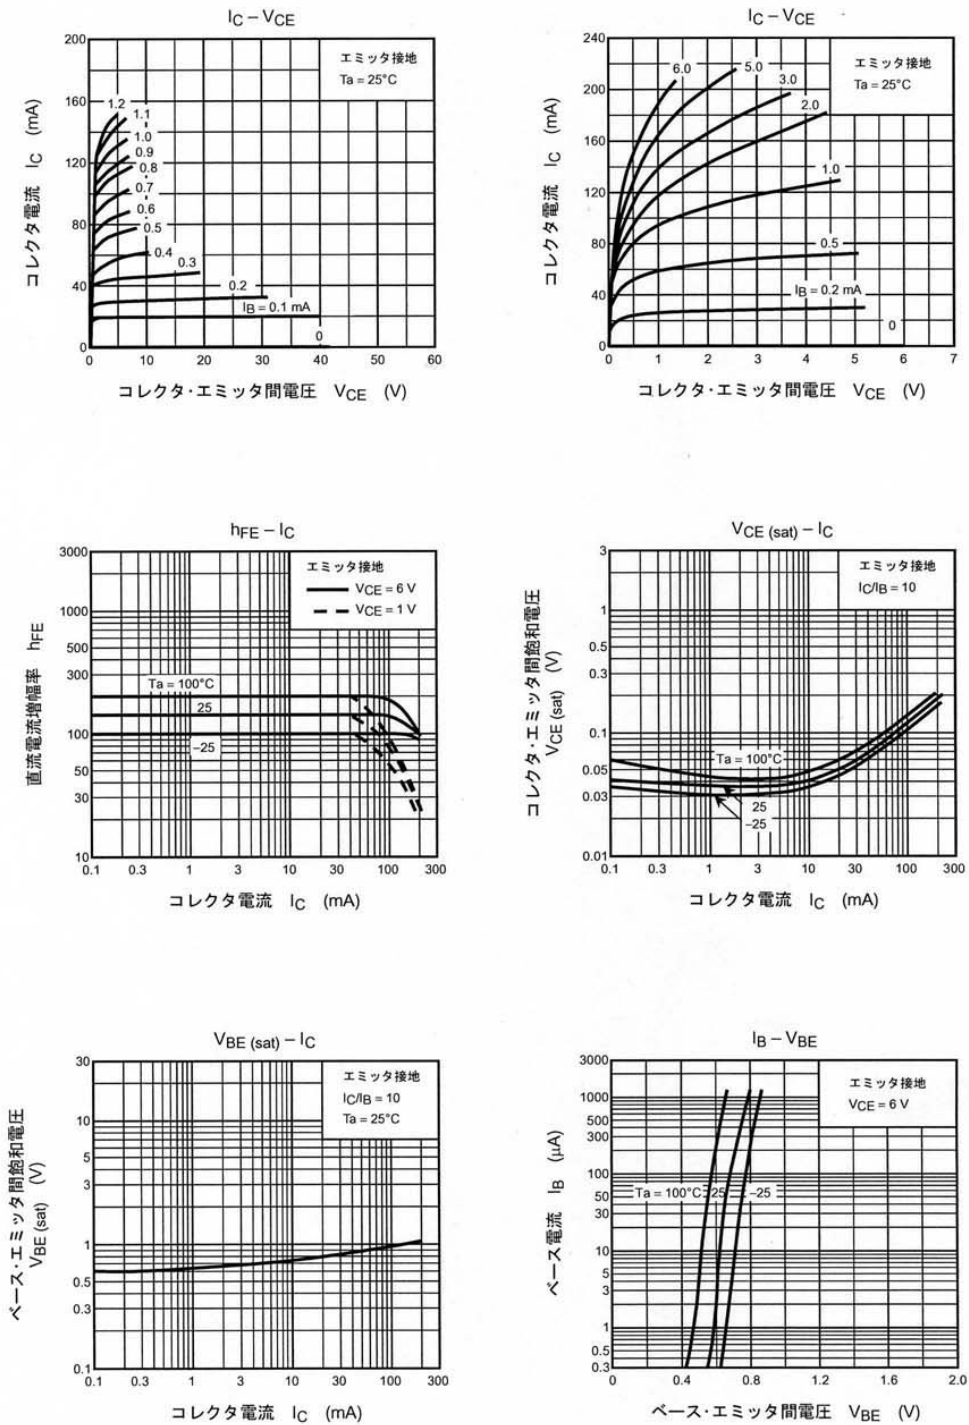 IC – VCE
200
160
120
80
40
0
0 10 20 30 40 50 60
コレクタ電流 IC (mA)
コレクタ·エミッタ間電圧 VCE (V)
エミッタ接地
Ta = 25°C
1.2
1.1
1.0
0.9
0.8
0.7
0.6
0.5
0.4
0.3
0.2
IB = 0.1 mA
0
IC – VCE
240
200
160
120
80
40
0
0 1 2 3 4 5 6 7
コレクタ電流 IC (mA)
コレクタ·エミッタ間電圧 VCE (V)
エミッタ接地
Ta = 25°C
6.0
5.0
3.0
2.0
1.0
0.5
IB = 0.2 mA
0
hFE – IC
3000
1000
500
300
100
50
30
10
0.1 0.3 1 3 10 30 100 300
直流電流増幅率 hFE
コレクタ電流 IC (mA)
エミッタ接地
VCE = 6 V
VCE = 1 V
Ta = 100°C
25
–25
VCE (sat) – IC
3
1
0.5
0.3
0.1
0.05
0.03
0.01
0.1 0.3 1 3 10 30 100 300
コレクタ·エミッタ間飽和電圧
VCE (sat) (V)
コレクタ電流 IC (mA)
エミッタ接地
IC/IB = 10
Ta = 100°C
25
–25
VBE (sat) – IC
30
10
5
3
1
0.5
0.3
0.1
0.1 0.3 1 3 10 30 100 300
ベース·エミッタ間飽和電圧
VBE (sat) (V)
コレクタ電流 IC (mA)
エミッタ接地
IC/IB = 10
Ta = 25°C
IB – VBE
3000
1000
500
300
100
50
30
10
5
3
1
0.5
0.3
0 0.4 0.8 1.2 1.6 2.0
ベース電流 IB (μA)
ベース·エミッタ間電圧 VBE (V)
エミッタ接地
VCE = 6 V
Ta = 100°C 25 –25